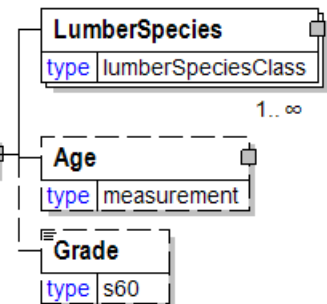 LumberSpecies
type lumberSpeciesClass
1.. ∞
Age
type measurement
Grade
type s60